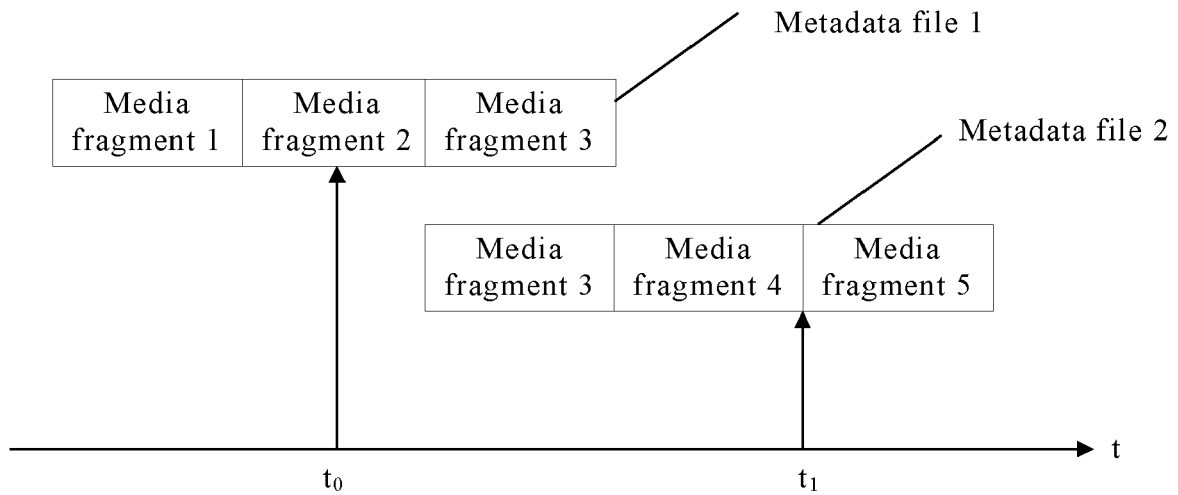 Metadata file 1
Media
fragment 1
Media
fragment 2
Media
fragment 3
Metadata file 2
Media
fragment 3
Media
fragment 4
Media
fragment 5
t
t0
t1